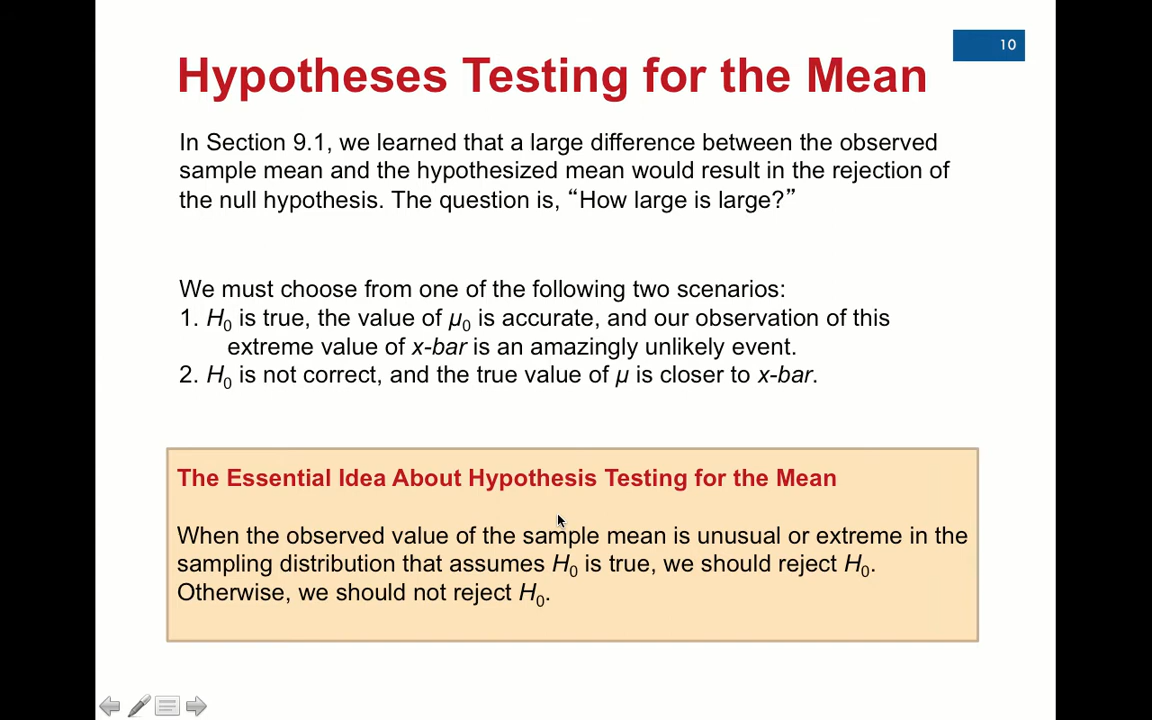 10
Hypotheses Testing for the Mean
In Section 9.1, we learned that a large difference between the observed
sample mean and the hypothesized mean would result in the rejection of
the null hypothesis. The question is, “How large is large?”
We must choose from one of the following two scenarios:
1. H0 is true, the value of μ0 is accurate, and our observation of this
extreme value of x-bar is an amazingly unlikely event.
2. H0 is not correct, and the true value of μ is closer to x-bar.
The Essential Idea About Hypothesis Testing for the Mean
When the observed value of the sample mean is unusual or extreme in the
sampling distribution that assumes H0 is true, we should reject H0.
Otherwise, we should not reject H0.